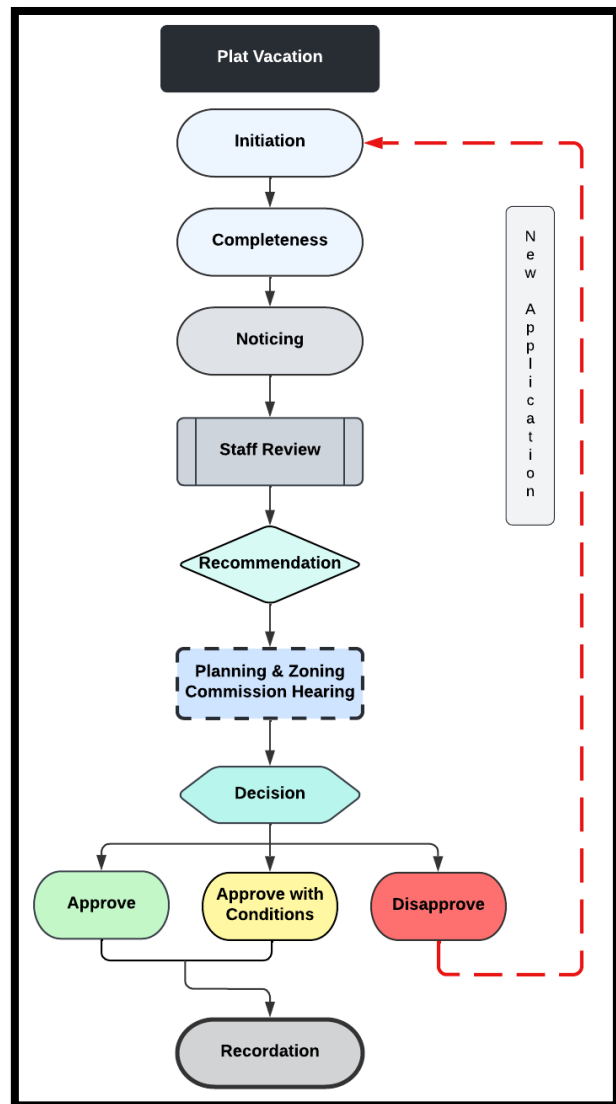 Plat Vacation
Initiation
Completeness
Noticing
Staff Review
Recommendation
Planning & Zoning
Commission Hearing
Decision
Approve
Approve with
Conditions
Disapprove
Recordation
New Application